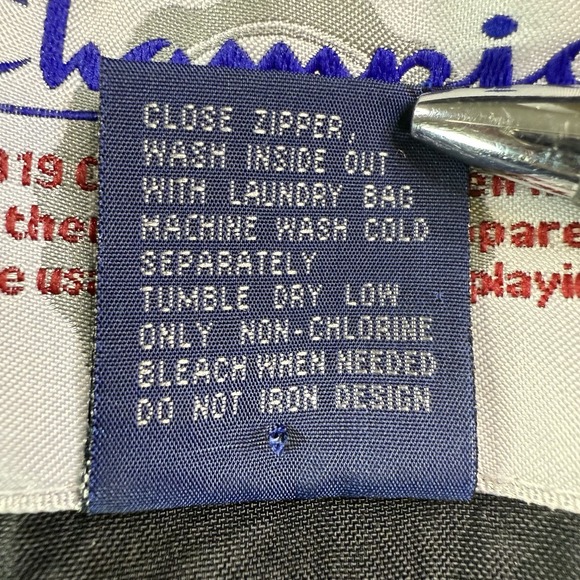 Champio
CLOSE ZIPPER,
WASH INSIDE OUT
WITH LAUNDRY BAG
MACHINE WASH COLD
SEPARATELY
TUMBLE DRY LOW
ONLY NON-CHLORINE
BLEACH WHEN NEEDED
DO NOT IRON DESIGN